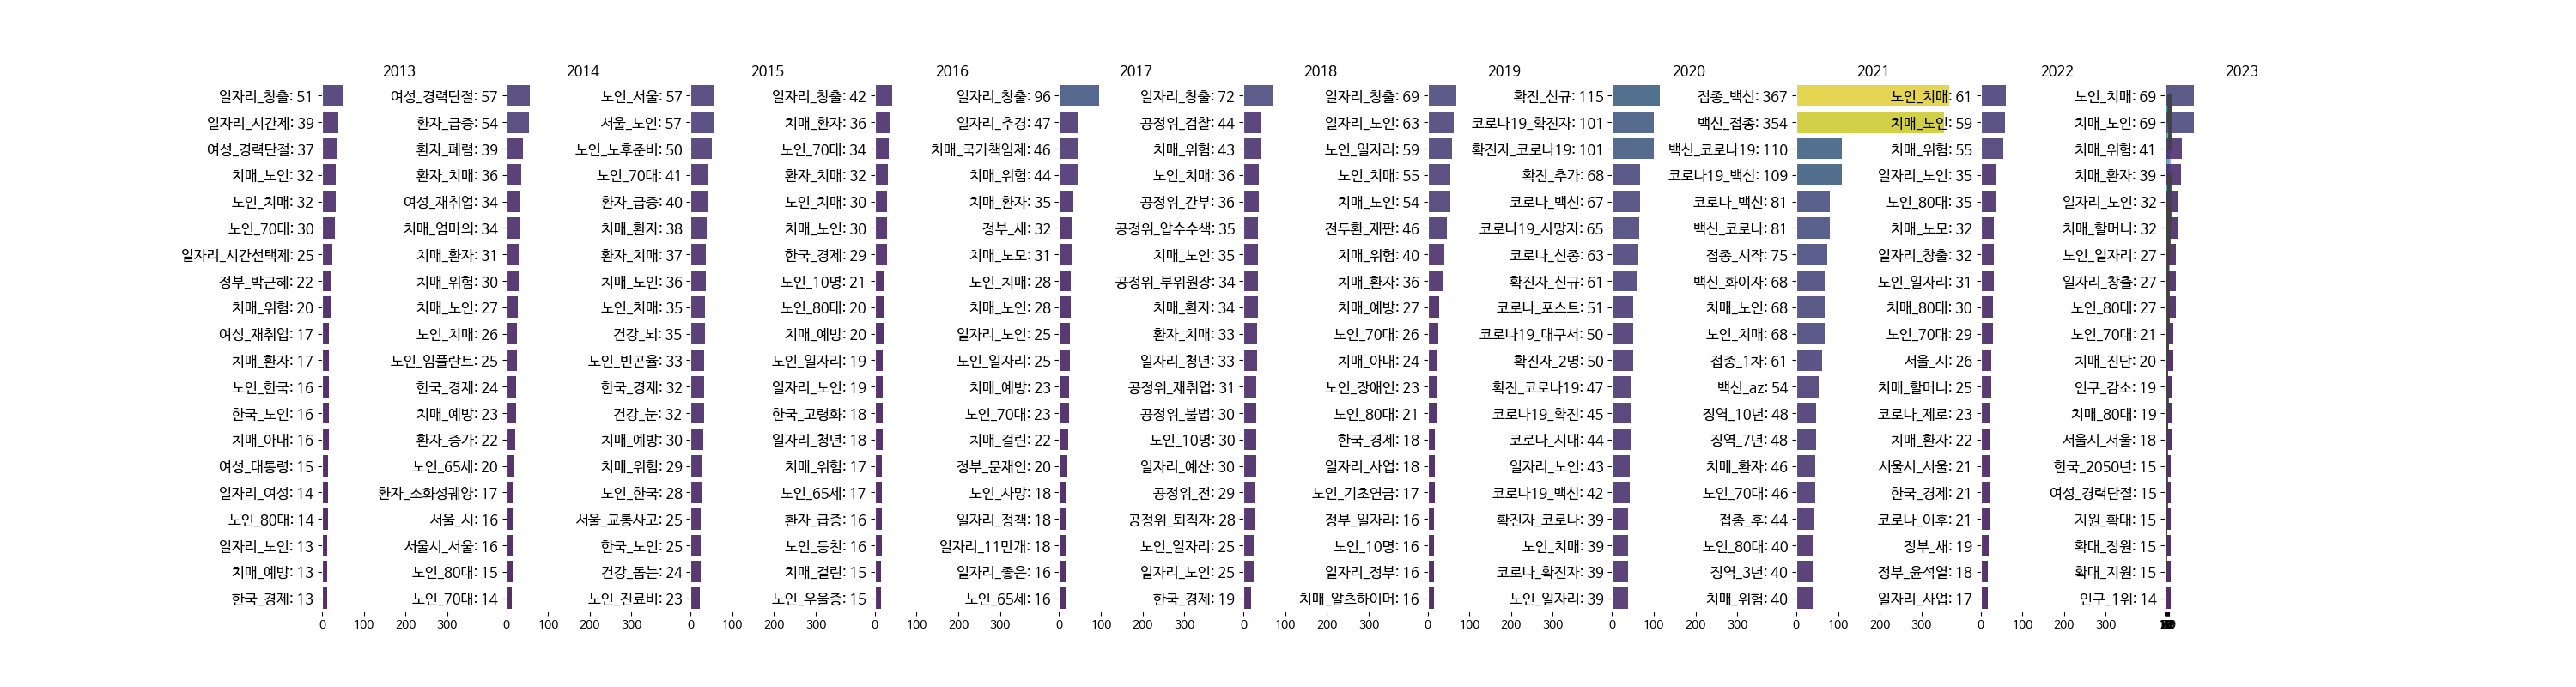 2013 2014 2015 2016 2017 2018 2019 2020 2021 2022 2023
일자리_창출: 51 여성_경력단절: 57 노인_서울: 57 일자리_창출: 42 일자리_창출: 96 일자리_창출: 72 일자리_창출: 69 확진_신규: 115 접종_백신: 367 노인_치매: 61 노인_치매: 69
일자리_시간제: 39 환자_급증: 54 서울_노인: 57 치매_환자: 36 일자리_추경: 47 공정위_검찰: 44 일자리_노인: 63 코로나19_확진자: 101 백신_접종: 354 치매_노인: 59 치매_노인: 69
여성_경력단절: 37 환자_폐렴: 39 노인_노후준비: 50 노인_70대: 34 치매_국가책임제: 46 치매_위험: 43 노인_일자리: 59 확진자_코로나19: 101 백신_코로나19: 110 치매_위험: 55 치매_위험: 41
치매_노인: 32 환자_치매: 36 노인_70대: 41 환자_치매: 32 치매_위험: 44 노인_치매: 36 노인_치매: 55 확진_추가: 68 코로나19_백신: 109 일자리_노인: 35 치매_환자: 39
노인_치매: 32 여성_재취업: 34 환자_급증: 40 노인_치매: 30 치매_환자: 35 공정위_간부: 36 치매_노인: 54 코로나_백신: 67 코로나_백신: 81 노인_80대: 35 일자리_노인: 32
노인_70대: 30 치매_엄마의: 34 치매_환자: 38 치매_노인: 30 정부_새: 32 공정위_압수수색: 35 전두환_재판: 46 코로나19_사망자: 65 백신_코로나: 81 치매_노모: 32 치매_할머니: 32
일자리_시간선택제: 25 치매_환자: 31 환자_치매: 37 한국_경제: 29 치매_노모: 31 치매_노인: 35 치매_위험: 40 코로나_신종: 63 접종_시작: 75 일자리_창출: 32 노인_일자리: 27
정부_박근혜: 22 치매_위험: 30 치매_노인: 36 노인_10명: 21 노인_치매: 28 공정위_부위원장: 34 치매_환자: 36 확진자_신규: 61 백신_화이자: 68 노인_일자리: 31 일자리_창출: 27
치매_위험: 20 치매_노인: 27 노인_치매: 35 노인_80대: 20 치매_노인: 28 치매_환자: 34 치매_예방: 27 코로나_포스트: 51 치매_노인: 68 치매_80대: 30 노인_80대: 27
여성_재취업: 17 노인_치매: 26 건강_뇌: 35 치매_예방: 20 일자리_노인: 25 환자_치매: 33 노인_70대: 26 코로나19_대구서: 50 노인_치매: 68 노인_70대: 29 노인_70대: 21
치매_환자: 17 노인_임플란트: 25 노인_빈곤율: 33 노인_일자리: 19 노인_일자리: 25 일자리_청년: 33 치매_아내: 24 확진자_2명: 50 접종_1차: 61 서울_시: 26 치매_진단: 20
노인_한국: 16 한국_경제: 24 한국_경제: 32 일자리_노인: 19 치매_예방: 23 공정위_재취업: 31 노인_장애인: 23 확진_코로나19: 47 백신_az: 54 치매_할머니: 25 인구_감소: 19
한국_노인: 16 치매_예방: 23 건강_눈: 32 한국_고령화: 18 노인_70대: 23 공정위_불법: 30 노인_80대: 21 코로나19_확진: 45 징역_10년: 48 코로나_제로: 23 치매_80대: 19
치매_아내: 16 환자_증가: 22 치매_예방: 30 일자리_청년: 18 치매_걸린: 22 노인_10명: 30 한국_경제: 18 코로나_시대: 44 징역_7년: 48 치매_환자: 22 서울시_서울: 18
여성_대통령: 15 노인_65세: 20 치매_위험: 29 치매_위험: 17 정부_문재인: 20 일자리_예산: 30 일자리_사업: 18 일자리_노인: 43 치매_환자: 46 서울시_서울: 21 한국_2050년: 15
일자리_여성: 14 환자_소화성궤양: 17 노인_한국: 28 노인_65세: 17 노인_사망: 18 공정위_전: 29 노인_기초연금: 17 코로나19_백신: 42 노인_70대: 46 한국_경제: 21 여성_경력단절: 15
노인_80대: 14 서울_시: 16 서울_교통사고: 25 환자_급증: 16 일자리_정책: 18 공정위_퇴직자: 28 정부_일자리: 16 확진자_코로나: 39 접종_후: 44 코로나_이후: 21 지원_확대: 15
일자리_노인: 13 서울시_서울: 16 한국_노인: 25 노인_등친: 16 일자리_11만개: 18 노인_일자리: 25 노인_10명: 16 노인_치매: 39 노인_80대: 40 정부_새: 19 확대_정원: 15
치매_예방: 13 노인_80대: 15 건강_돕는: 24 치매_걸린: 15 일자리_좋은: 16 일자리_노인: 25 일자리_정부: 16 코로나_확진자: 39 징역_3년: 40 정부_윤석열: 18 확대_지원: 15
한국_경제: 13 노인_70대: 14 노인_진료비: 23 노인_우울증: 15 노인_65세: 16 한국_경제: 19 치매_알츠하이머: 16 노인_일자리: 39 치매_위험: 40 일자리_사업: 17 인구_1위: 14
0 100 200 300 0 100 200 300 0 100 200 300 0 100 200 300 0 100 200 300 0 100 200 300 0 100 200 300 0 100 200 300 0 100 200 300 0 100 200 300